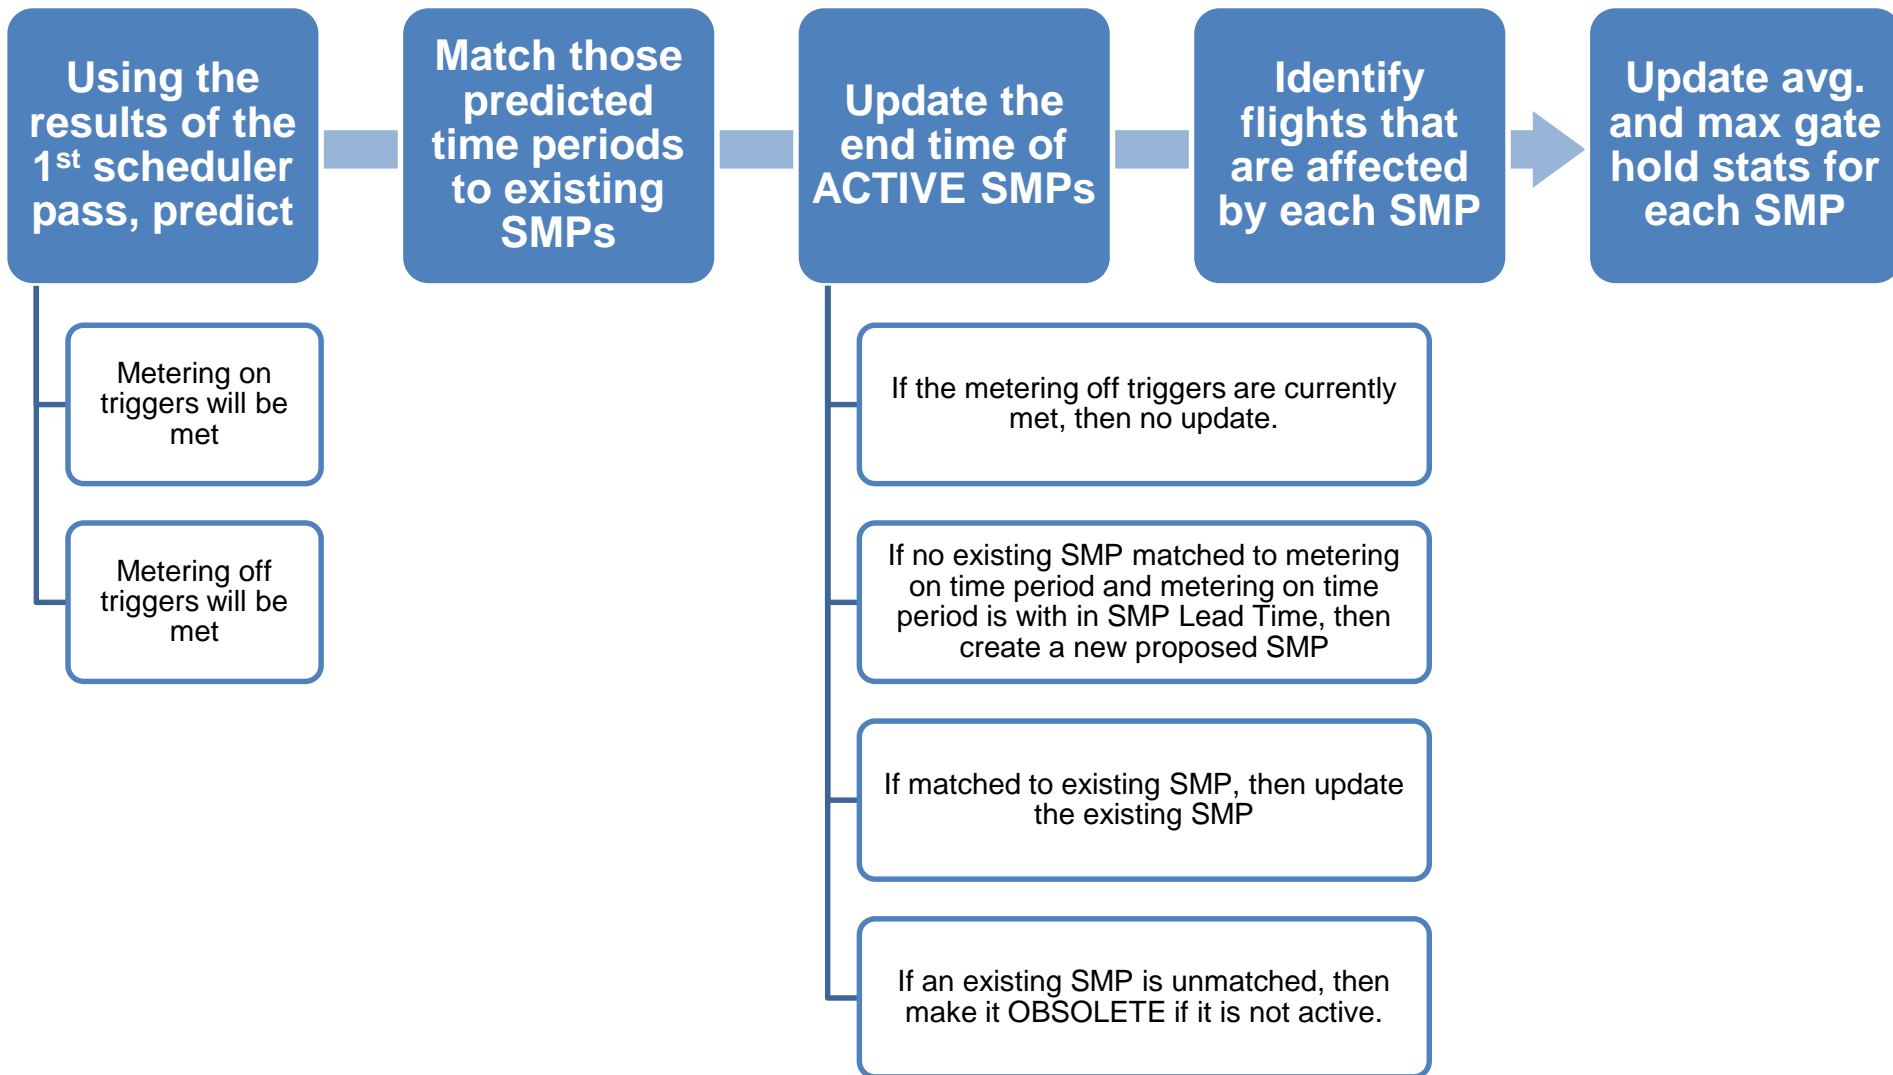 Using the
results of the
1st scheduler
pass, predict
Metering on
triggers will be
met
Metering off
triggers will be
met
Match those
predicted
time periods
to existing
SMPs
Update the
end time of
ACTIVE SMPs
If the metering off triggers are currently
met, then no update.
If no existing SMP matched to metering
on time period and metering on time
period is with in SMP Lead Time, then
create a new proposed SMP
If matched to existing SMP, then update
the existing SMP
If an existing SMP is unmatched, then
make it OBSOLETE if it is not active.
Identify
flights that
are affected
by each SMP
Update avg.
and max gate
hold stats for
each SMP